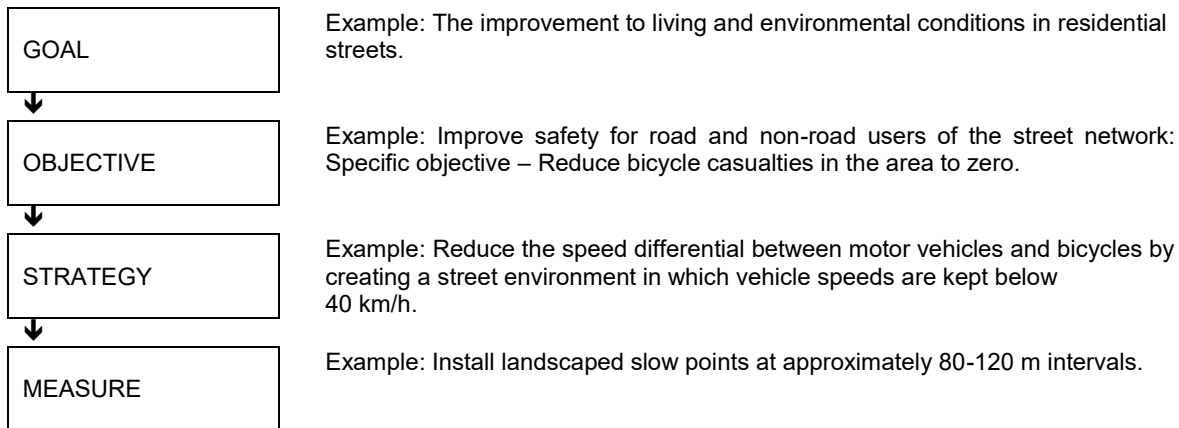 GOAL
Example: The improvement to living and environmental conditions in residential
streets.
OBJECTIVE
Example: Improve safety for road and non-road users of the street network:
Specific objective – Reduce bicycle casualties in the area to zero.
STRATEGY
Example: Reduce the speed differential between motor vehicles and bicycles by
creating a street environment in which vehicle speeds are kept below
40 km/h.
MEASURE
Example: Install landscaped slow points at approximately 80-120 m intervals.